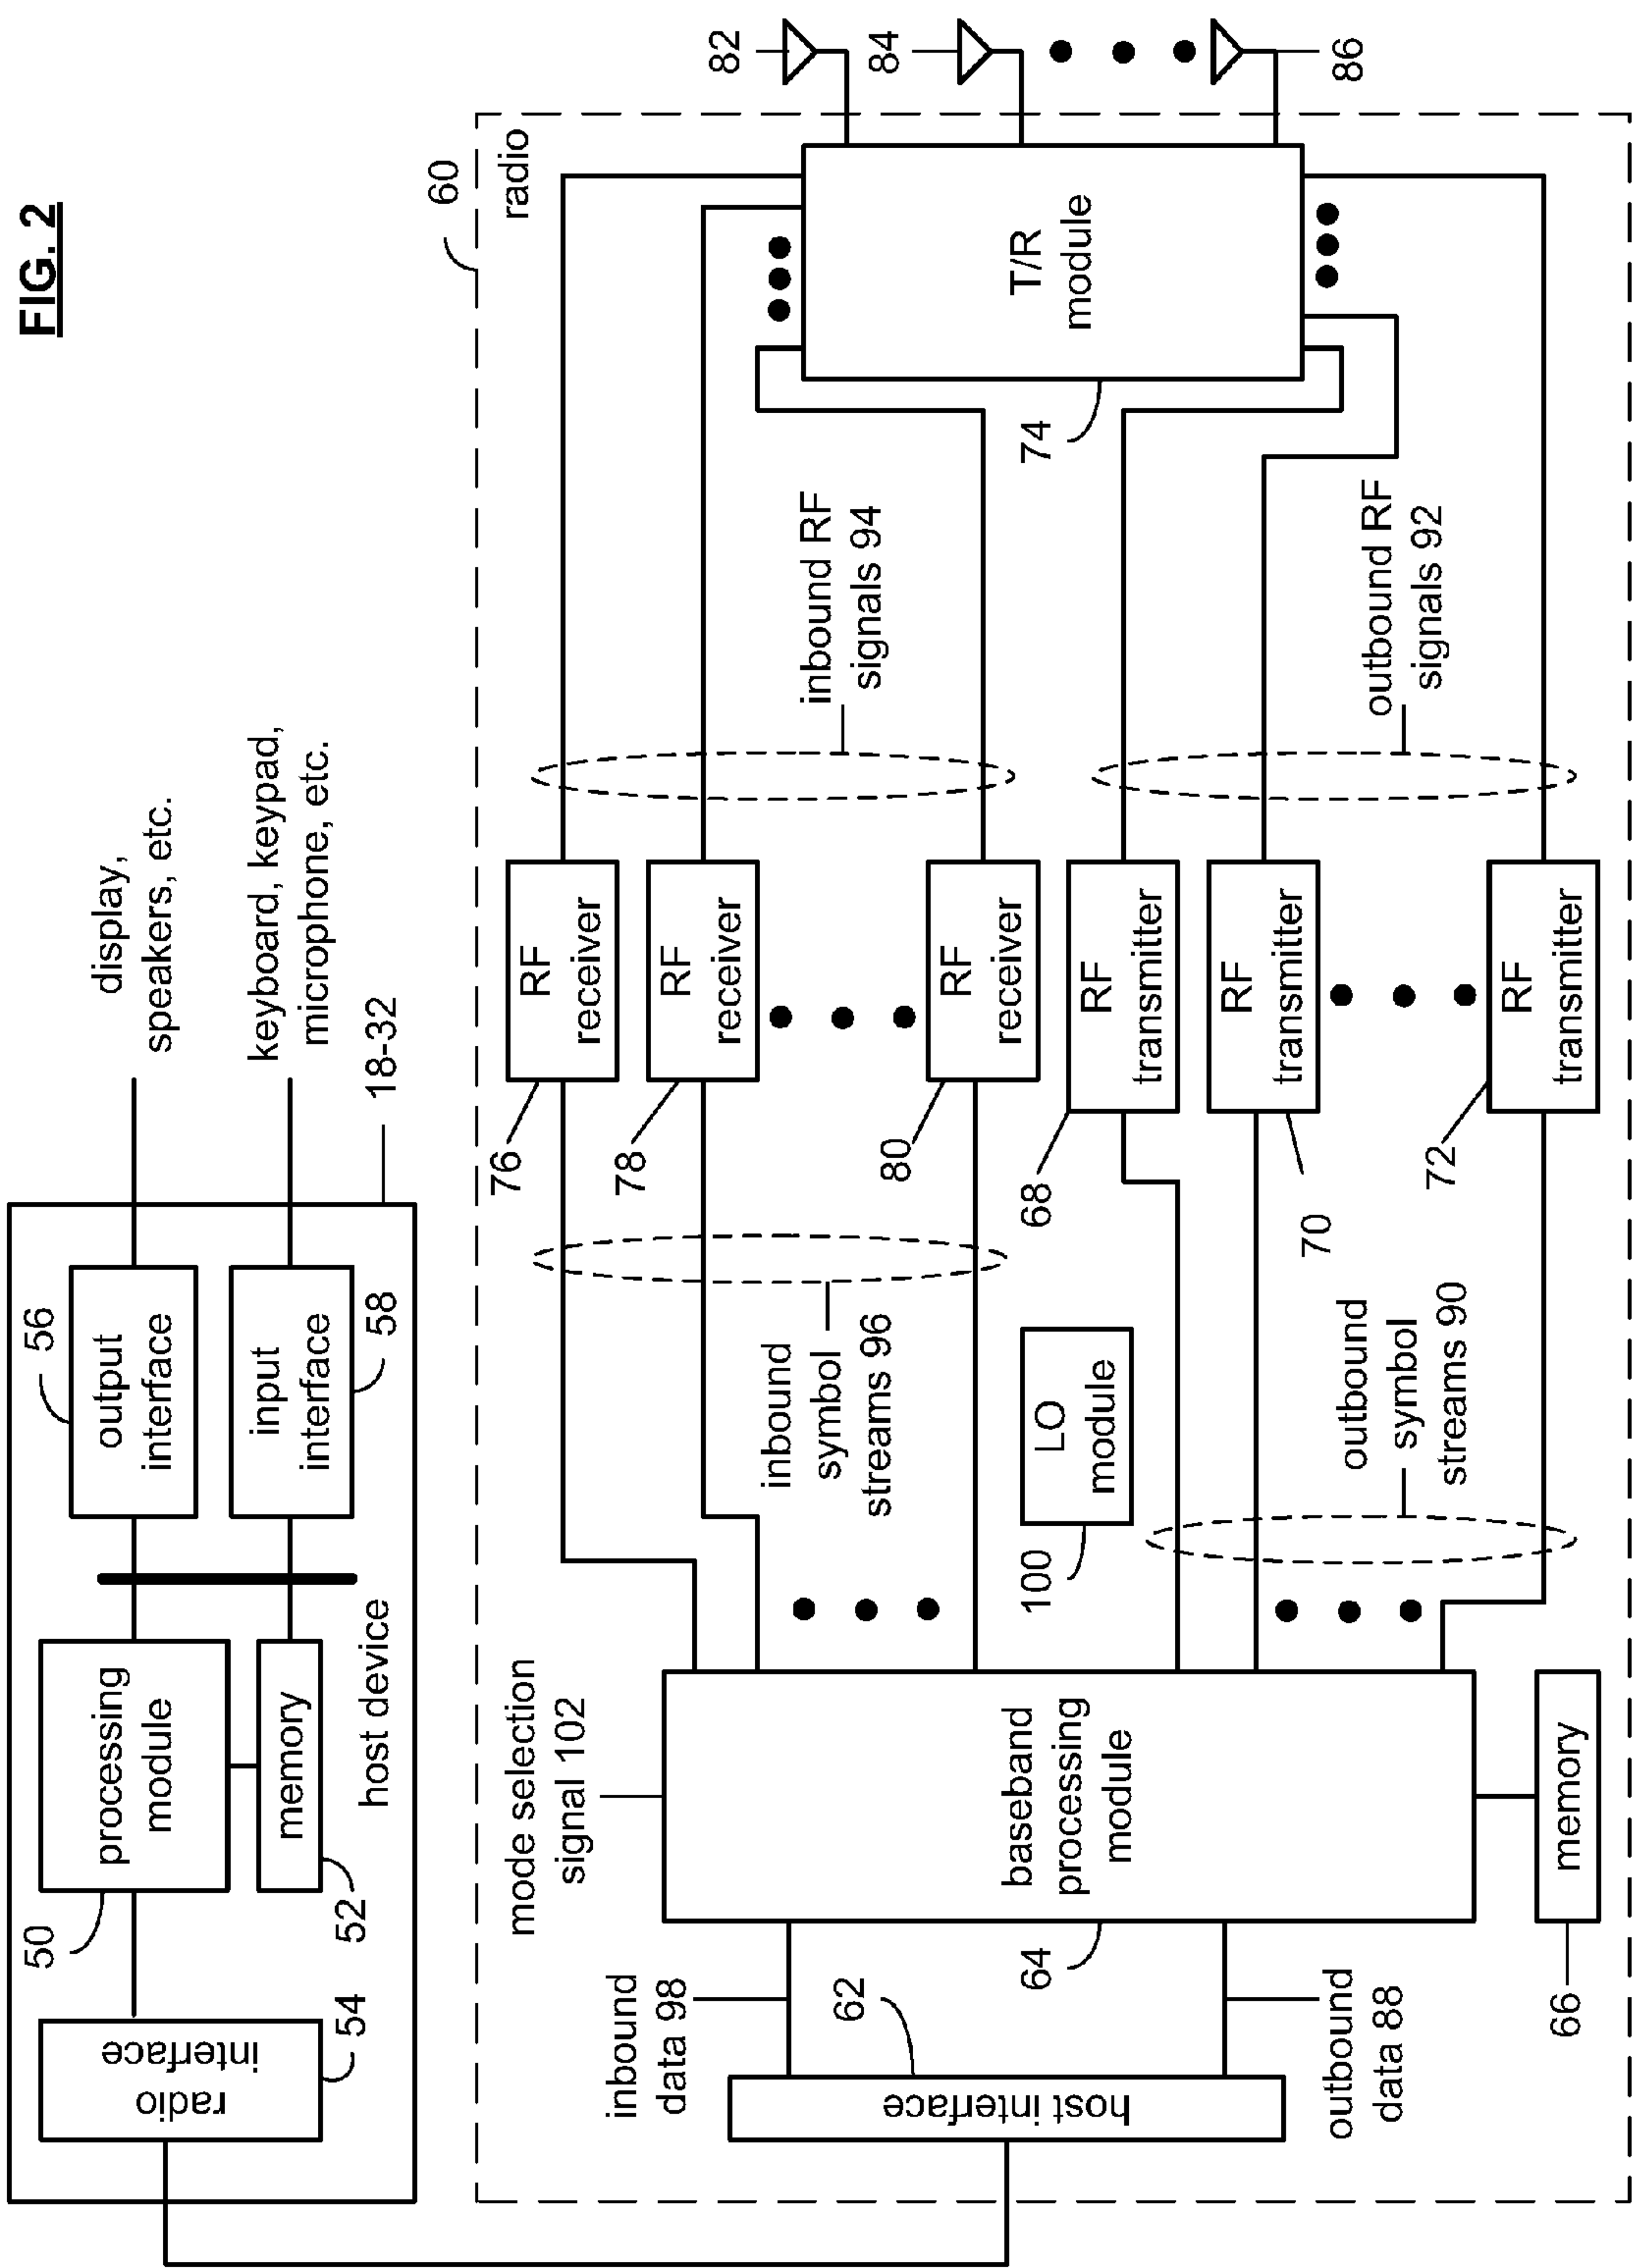 FIG. 2
radio
interface
54
50
processing
module
memory
52
host device
56
output
interface
input
interface
58
display,
speakers, etc.
keyboard, keypad,
microphone, etc.
18-32
60
radio
mode selection
signal 102
inbound
data 98
62
host interface
outbound
data 88
64
baseband
processing
module
memory
66
inbound
symbol
streams 96
100
LO
module
outbound
symbol
streams 90
76
RF
receiver
78
RF
receiver
80
RF
receiver
68
RF
transmitter
70
RF
transmitter
72
RF
transmitter
inbound RF
signals 94
outbound RF
signals 92
74
T/R
module
82
84
86